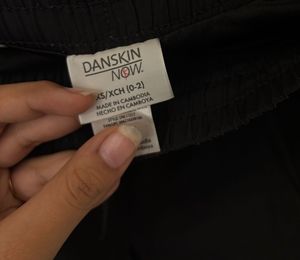 DANSKIN
NOW.
XS/XCH (0-2)
MADE IN CAMBODIA
HECHO EN CAMBOYA